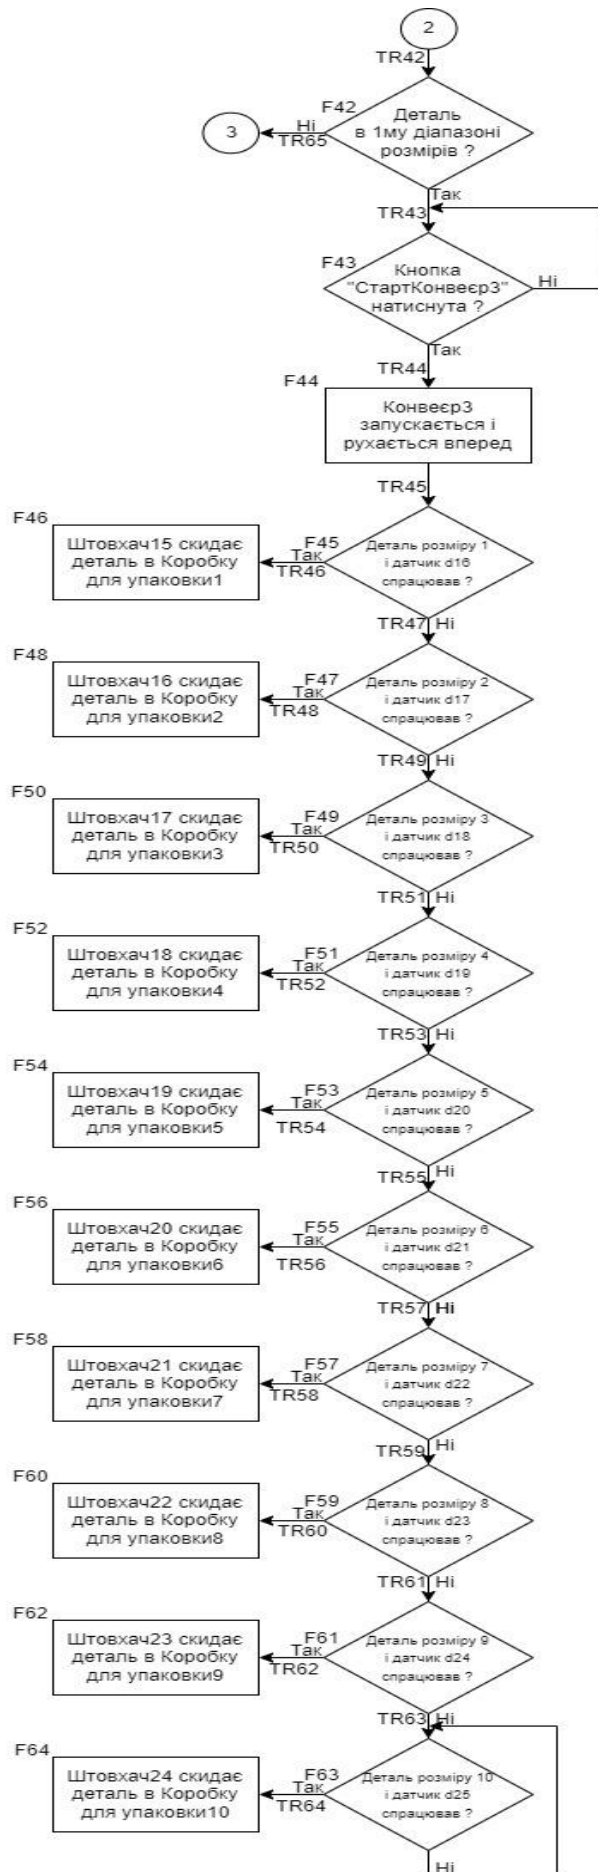 2
TR42
F42
Деталь
в 1му діапазоні
розмірів ?
Ні
TR65
3
Так
TR43
F43
Кнопка
"СтартКонвеєр3"
натиснута ?
Ні
Так
TR44
F44
Конвеєр3
запускається і
рухається вперед
TR45
F46
Штовхач15 скидає
деталь в Коробку
для упаковки1
F45
Так
TR46
Деталь розміру 1
і датчик d16
спрацював ?
TR47 Ні
F48
Штовхач16 скидає
деталь в Коробку
для упаковки2
F47
Так
TR48
Деталь розміру 2
і датчик d17
спрацював ?
TR49 Ні
F50
Штовхач17 скидає
деталь в Коробку
для упаковки3
F49
Так
TR50
Деталь розміру 3
і датчик d18
спрацював ?
TR51 Ні
F52
Штовхач18 скидає
деталь в Коробку
для упаковки4
F51
Так
TR52
Деталь розміру 4
і датчик d19
спрацював ?
TR53 Ні
F54
Штовхач19 скидає
деталь в Коробку
для упаковки5
F53
Так
TR54
Деталь розміру 5
і датчик d20
спрацював ?
TR55 Ні
F56
Штовхач20 скидає
деталь в Коробку
для упаковки6
F55
Так
TR56
Деталь розміру 6
і датчик d21
спрацював ?
TR57 Ні
F58
Штовхач21 скидає
деталь в Коробку
для упаковки7
F57
Так
TR58
Деталь розміру 7
і датчик d22
спрацював ?
TR59 Ні
F60
Штовхач22 скидає
деталь в Коробку
для упаковки8
F59
Так
TR60
Деталь розміру 8
і датчик d23
спрацював ?
TR61 Ні
F62
Штовхач23 скидає
деталь в Коробку
для упаковки9
F61
Так
TR62
Деталь розміру 9
і датчик d24
спрацював ?
TR63 Ні
F64
Штовхач24 скидає
деталь в Коробку
для упаковки10
F63
Так
TR64
Деталь розміру 10
і датчик d25
спрацював ?
Ні